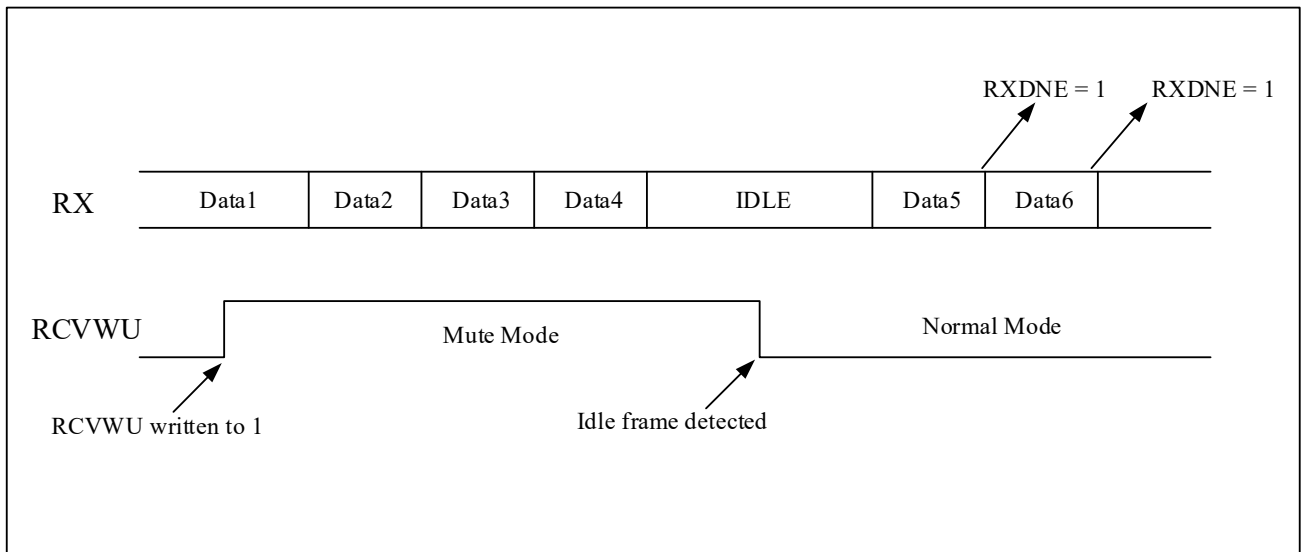 RXDNE = 1 RXDNE = 1
RX Data1 Data2 Data3 Data4 IDLE Data5 Data6
RCVWU Mute Mode Normal Mode
RCVWU written to 1 Idle frame detected